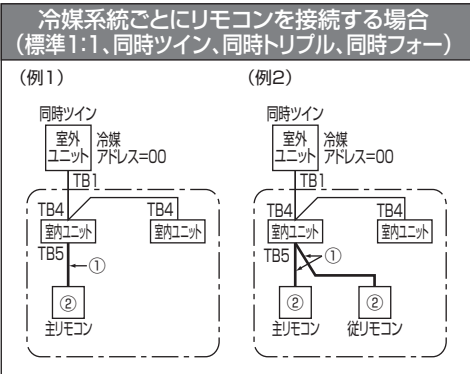 冷媒系統ごとにリモコンを接続する場合
(標準1:1、同時ツイン、同時トリプル、同時フォー)
(例1)
同時ツイン
室外
ユニット
冷媒
アドレス=00
TB1
TB4
TB4
室内ユニット
室内ユニット
TB5
①
②
主リモコン
(例2)
同時ツイン
室外
ユニット
冷媒
アドレス=00
TB1
TB4
TB4
室内ユニット
室内ユニット
TB5
①
②
②
主リモコン
従リモコン